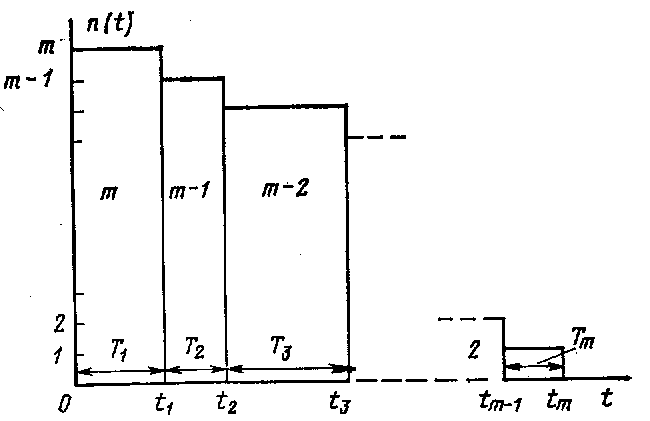 n(t)
m
m-1
m m-1 m-2
2
1
T₁ T₂ T₃ 2 Tₘ
0 t₁ t₂ t₃ tₘ₋₁ tₘ t